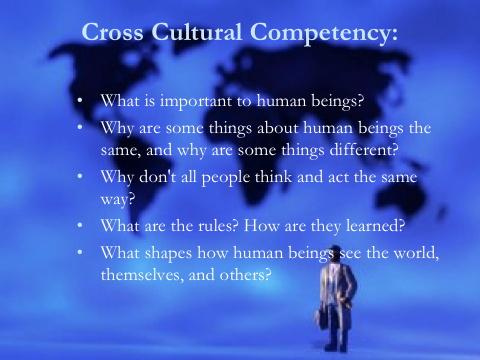 Cross Cultural Competency:
• What is important to human beings?
• Why are some things about human beings the
same, and why are some things different?
• Why don't all people think and act the same
way?
• What are the rules? How are they learned?
• What shapes how human beings see the world,
themselves, and others?